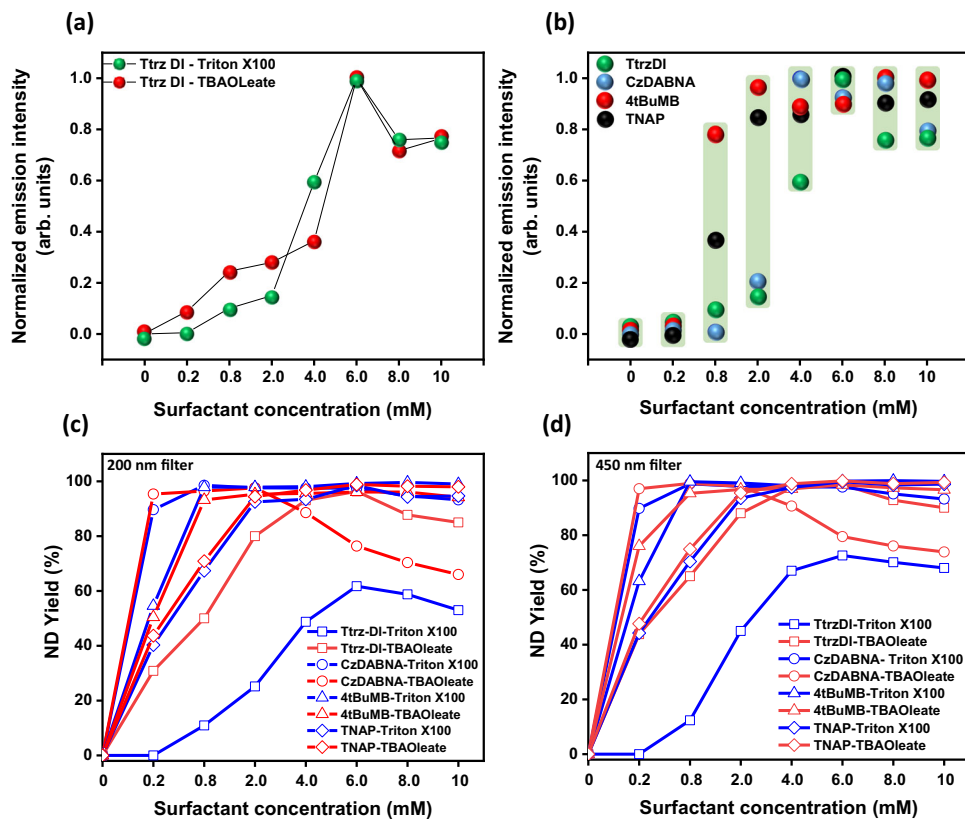 (a)
Ttrz DI - Triton X100
Ttrz DI - TBAOLeate
Normalized emission intensity
(arb. units)
1.0
0.8
0.6
0.4
0.2
0.0
0 0.2 0.8 2.0 4.0 6.0 8.0 10
Surfactant concentration (mM)
(b)
TtrzDI
CzDABNA
4tBuMB
TNAP
Normalized emission intensity
(arb. units)
1.0
0.8
0.6
0.4
0.2
0.0
0 0.2 0.8 2.0 4.0 6.0 8.0 10
Surfactant concentration (mM)
(c)
200 nm filter
ND Yield (%)
100
80
60
40
20
0
Ttrz-DI-Triton X100
Ttrz-DI-TBAOLeate
CzDABNA-Triton X100
CzDABNA-TBAOleate
4tBuMB-Triton X100
4tBuMB-TBAOleate
TNAP-Triton X100
TNAP-TBAOleate
0 0.2 0.8 2.0 4.0 6.0 8.0 10
Surfactant concentration (mM)
(d)
450 nm filter
ND Yield (%)
100
80
60
40
20
0
TtrzDI-Triton X100
TtrzDI-TBAOleate
CzDABNA- Triton X100
CzDABNA-TBAOleate
4tBuMB-Triton X100
4tBuMB-TBAOleate
TNAP-Triton X100
TNAP-TBAOleate
0 0.2 0.8 2.0 4.0 6.0 8.0 10
Surfactant concentration (mM)